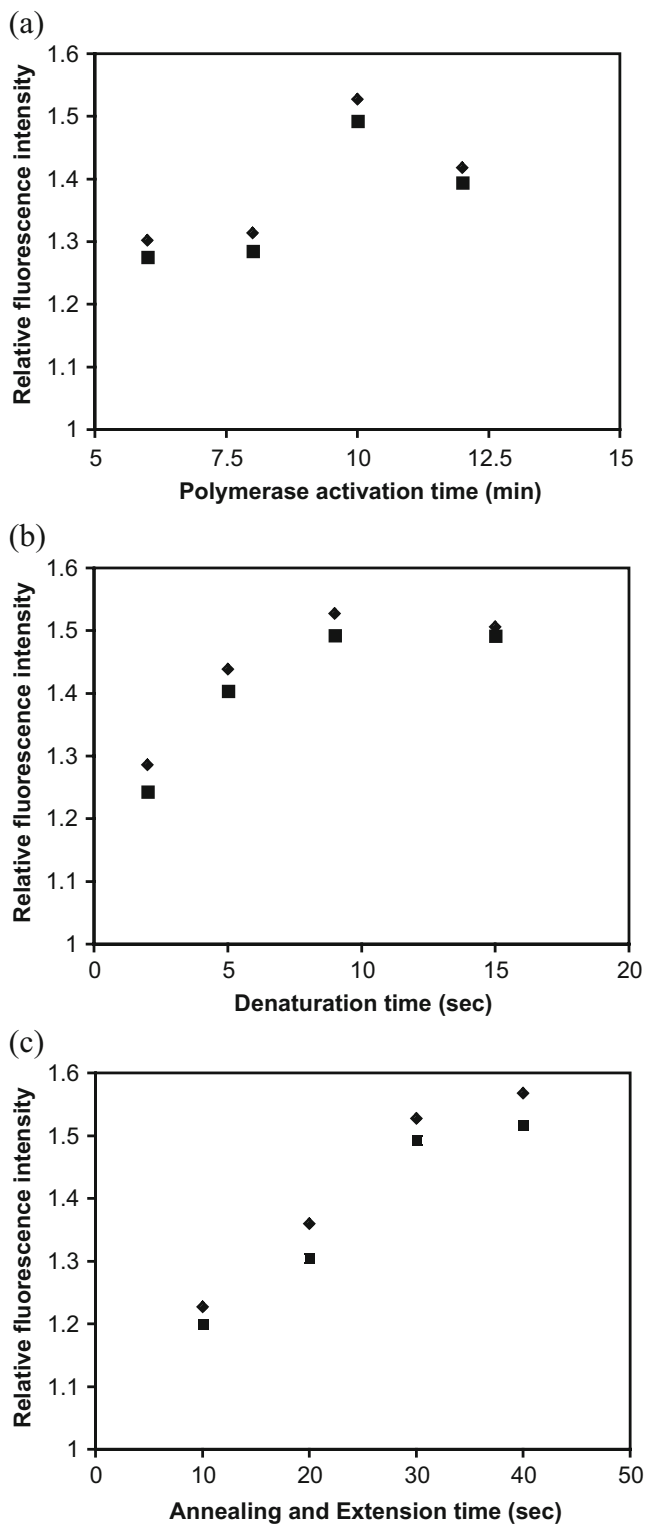 (a)
Relative fluorescence intensity
1.6
1.5
1.4
1.3
1.2
1.1
1
5 7.5 10 12.5 15
Polymerase activation time (min)
(b)
Relative fluorescence intensity
1.6
1.5
1.4
1.3
1.2
1.1
1
0 5 10 15 20
Denaturation time (sec)
(c)
Relative fluorescence intensity
1.6
1.5
1.4
1.3
1.2
1.1
1
0 10 20 30 40 50
Annealing and Extension time (sec)